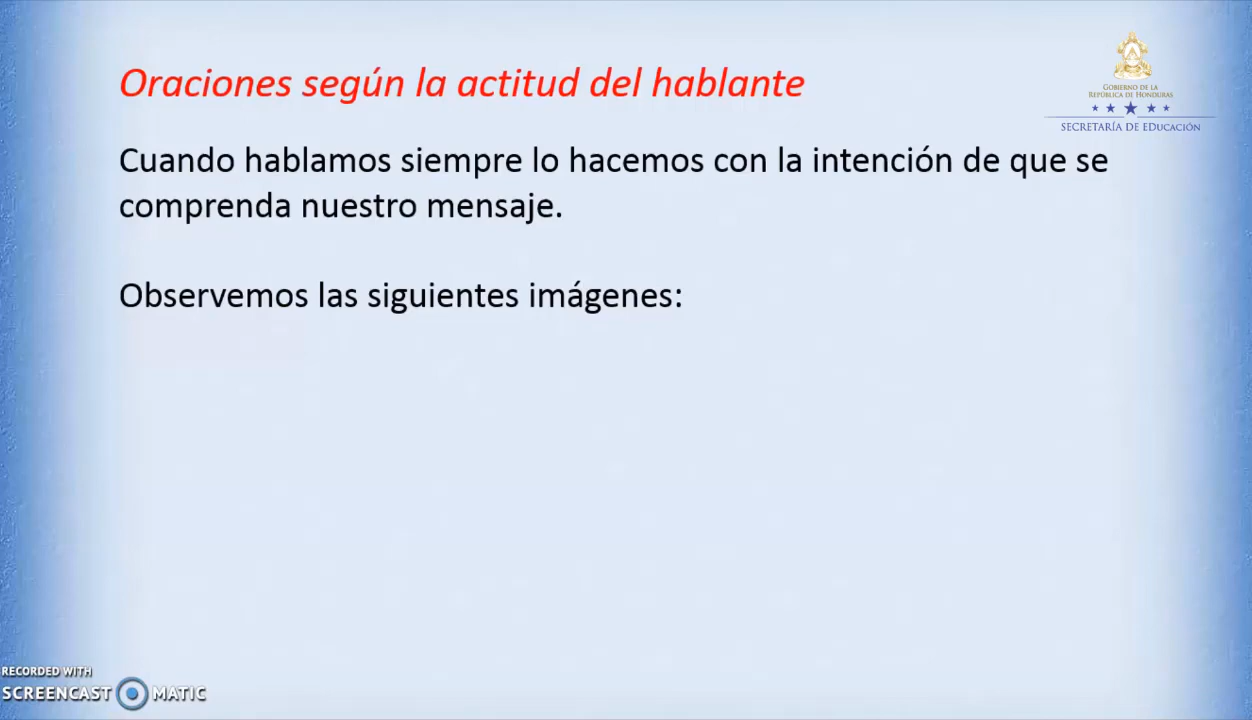 Oraciones según la actitud del hablante
GOBIERNO DE LA
REPÚBLICA DE HONDURAS
SECRETARÍA DE EDUCACIÓN
Cuando hablamos siempre lo hacemos con la intención de que se
comprenda nuestro mensaje.
Observemos las siguientes imágenes:
RECORDED WITH
SCREENCAST MATIC